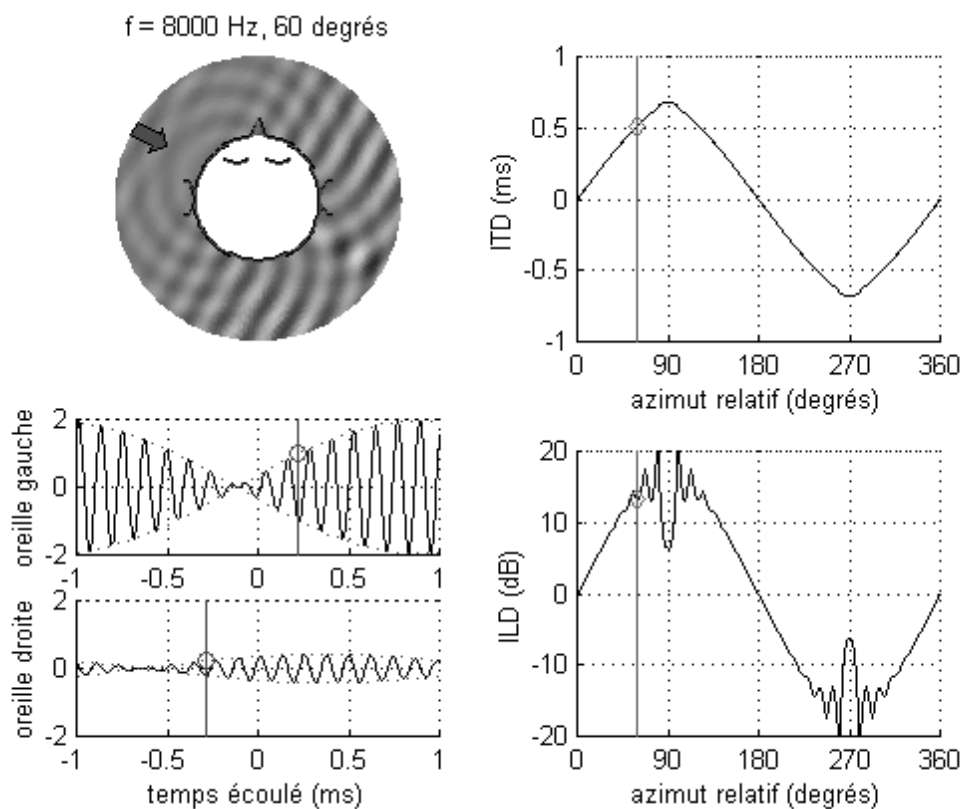 f = 8000 Hz, 60 degrés
1
0.5
0
-0.5
-1
ITD (ms)
0 90 180 270 360
azimut relatif (degrés)
2
0
-2
oreille gauche
-1 -0.5 0 0.5 1
2
0
-2
oreille droite
-1 -0.5 0 0.5 1
temps écoulé (ms)
20
10
0
-10
-20
ILD (dB)
0 90 180 270 360
azimut relatif (degrés)